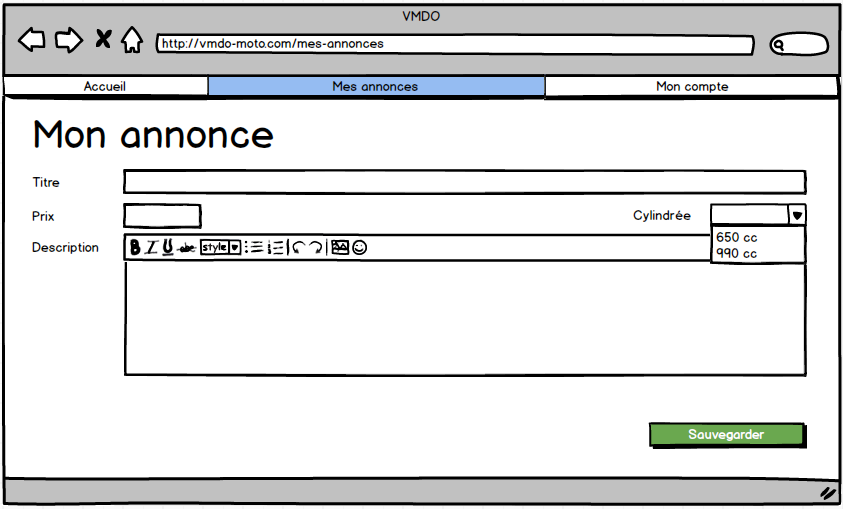 VMDO
http://vmdo-moto.com/mes-annonces
Accueil Mes annonces Mon compte
Mon annonce
Titre
Prix Cylindrée
Description B I U abc style
650 cc
990 cc
Sauvegarder